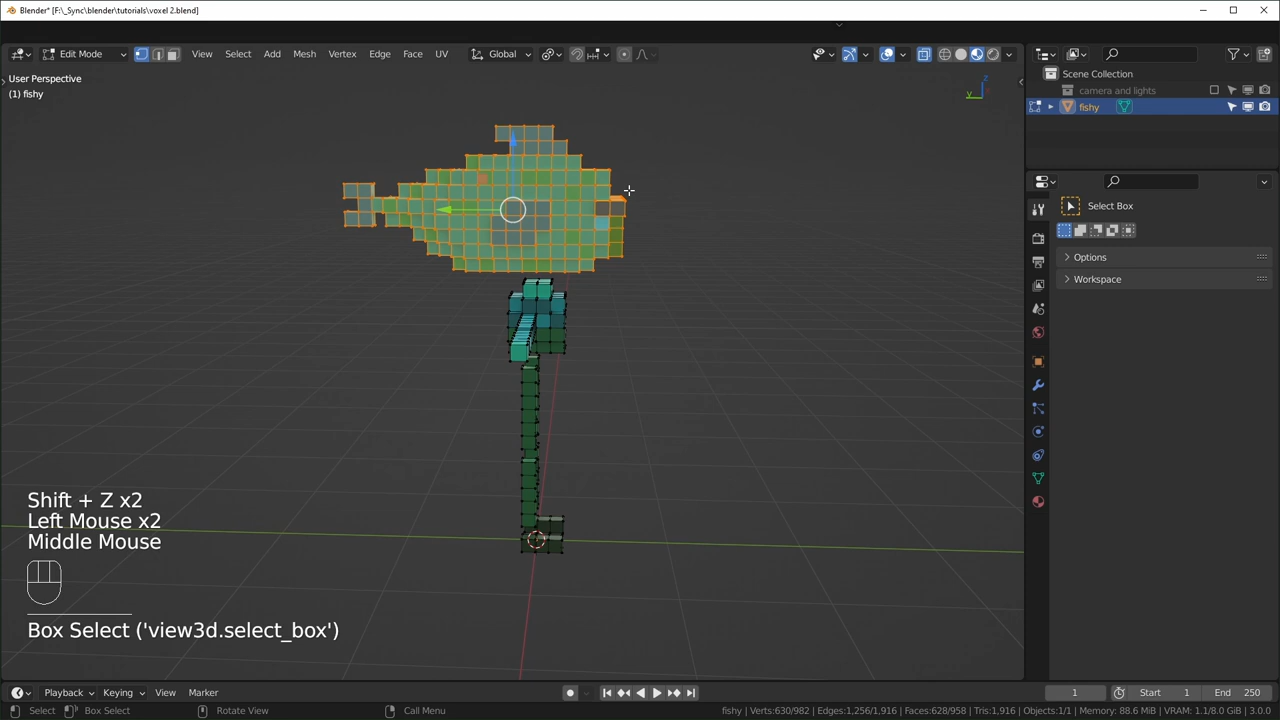 Blender* [F:\_Sync\blender\tutorials\voxel 2.blend]
Edit Mode View Select Add Mesh Vertex Edge Face UV Global
User Perspective
(1) fishy
z
y
Scene Collection
camera and lights
fishy
Select Box
Options
Workspace
Shift + Z x2
Left Mouse x2
Middle Mouse
Box Select ('view3d.select_box')
Playback Keying View Marker 1 Start 1 End 250
Select Box Select Rotate View Call Menu fishy | Verts:630/982 | Edges:1,256/1,916 | Faces:628/958 | Tris:1,916 | Objects:1/1 | Memory: 88.6 MiB | VRAM: 1.1/8.0 GiB | 3.0.0